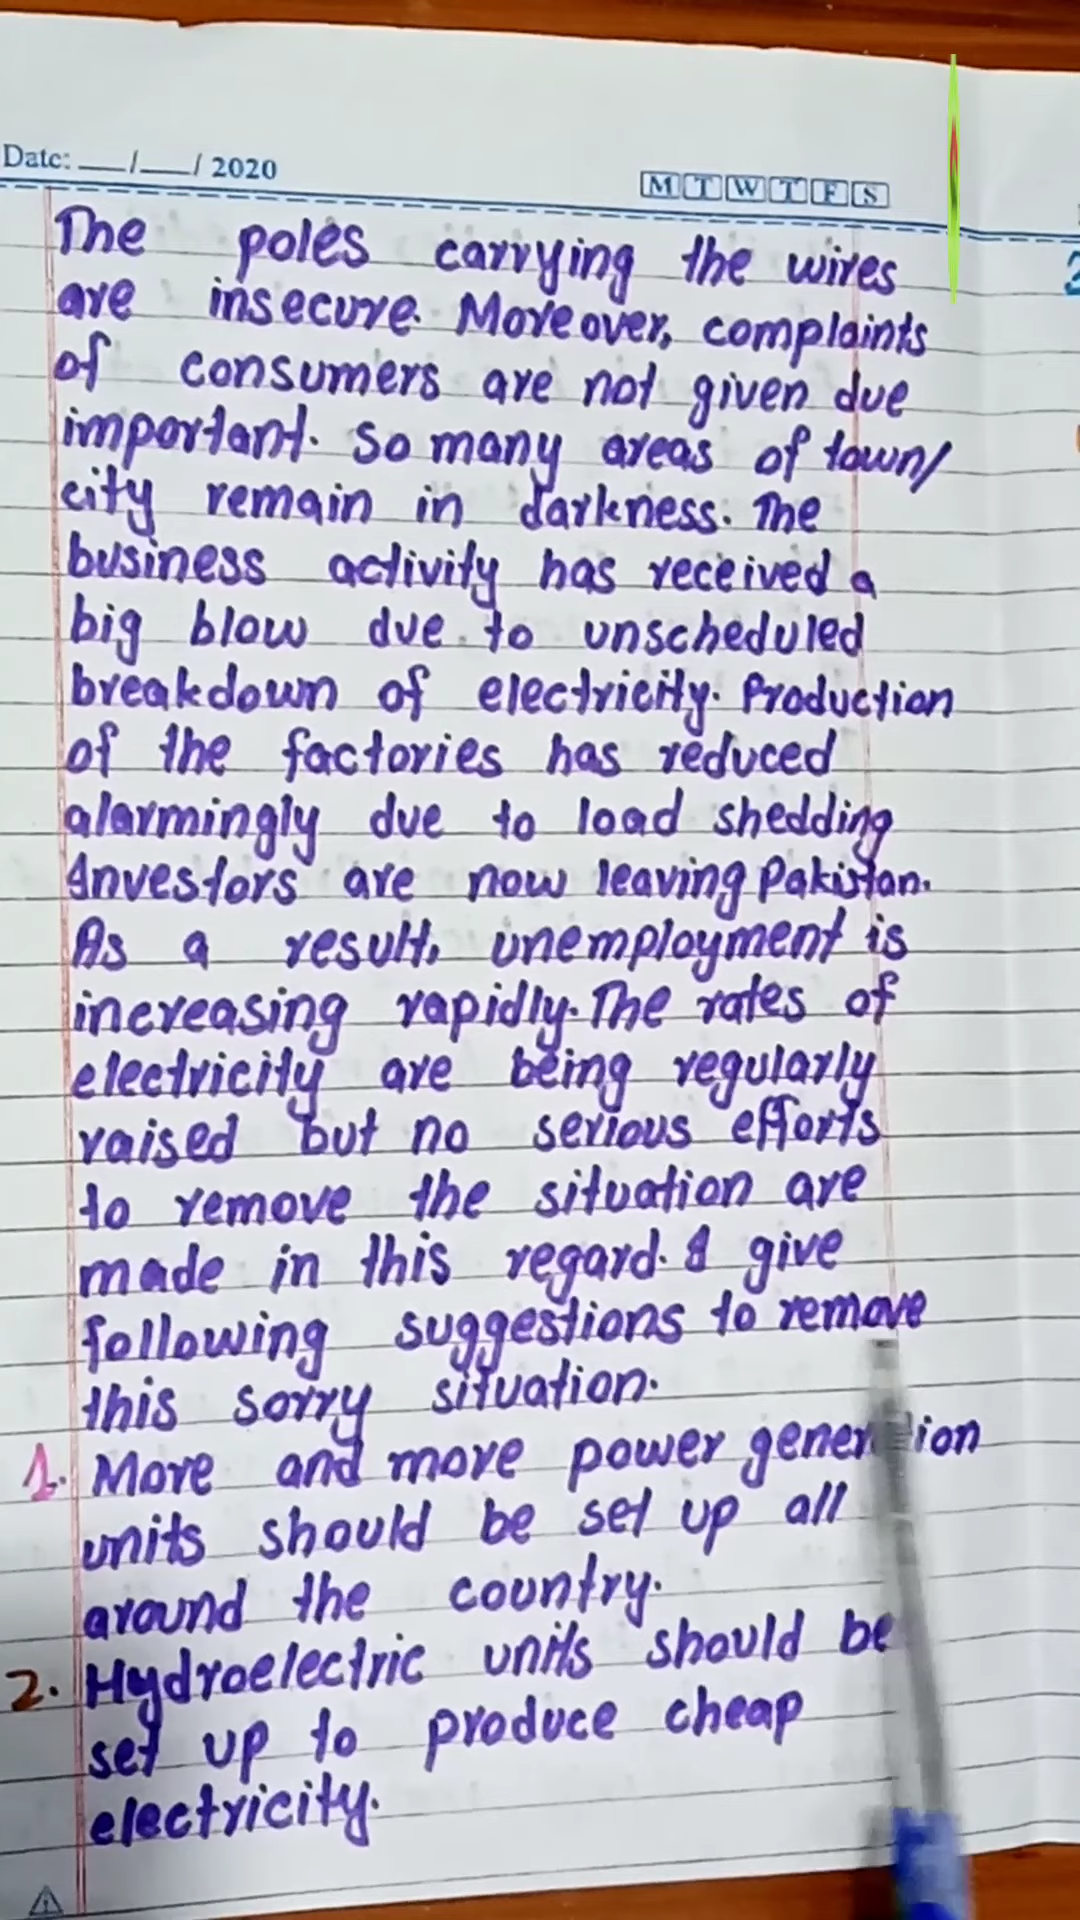 Date: ___/___/ 2020
M T W T F S
The poles carrying the wires
are insecure. Moreover, complaints
of consumers are not given due
important. So many areas of town/
city remain in darkness. The
business activity has received a
big blow due to unscheduled
breakdown of electricity. Production
of the factories has reduced
alarmingly due to load shedding
Investors are now leaving Pakistan.
As a result, unemployment is
increasing rapidly. The rates of
electricity are being regularly
raised but no serious efforts
to remove the situation are
made in this regard. I give
following suggestions to remove
this sorry situation.
1. More and more power generation
units should be set up all
around the country.
2. Hydroelectric units should be
set up to produce cheap
electricity.